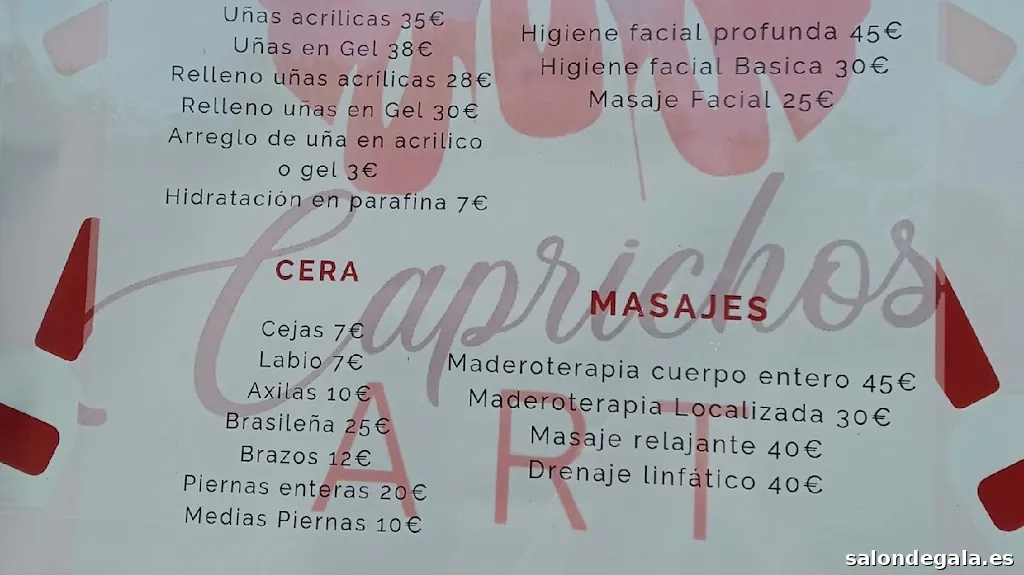 Uñas acrilicas 35€
Uñas en Gel 38€
Relleno uñas acrílicas 28€
Relleno uñas en Gel 30€
Arreglo de uña en acrilico
o gel 3€
Hidratación en parafina 7€
Higiene facial profunda 45€
Higiene facial Basica 30€
Masaje Facial 25€
Caprichos
ART
CERA
Cejas 7€
Labio 7€
Axilas 10€
Brasileña 25€
Brazos 12€
Piernas enteras 20€
Medias Piernas 10€
MASAJES
Maderoterapia cuerpo entero 45€
Maderoterapia Localizada 30€
Masaje relajante 40€
Drenaje linfático 40€
salondegala.es